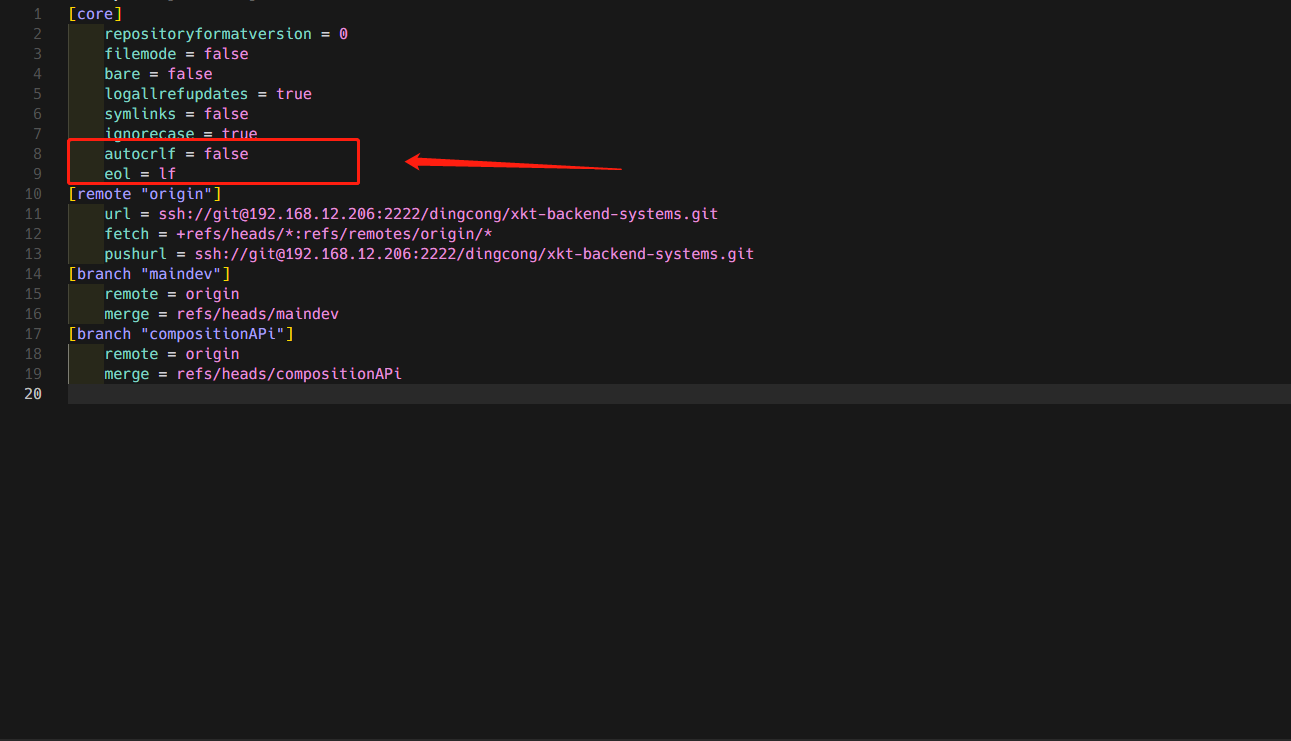 1 [core]
2 repositoryformatversion = 0
3 filemode = false
4 bare = false
5 logallrefupdates = true
6 symlinks = false
7 ignorecase = true
8 autocrlf = false
9 eol = lf
10 [remote "origin"]
11 url = ssh://git@192.168.12.206:2222/dingcong/xkt-backend-systems.git
12 fetch = +refs/heads/*:refs/remotes/origin/*
13 pushurl = ssh://git@192.168.12.206:2222/dingcong/xkt-backend-systems.git
14 [branch "maindev"]
15 remote = origin
16 merge = refs/heads/maindev
17 [branch "compositionAPi"]
18 remote = origin
19 merge = refs/heads/compositionAPi
20